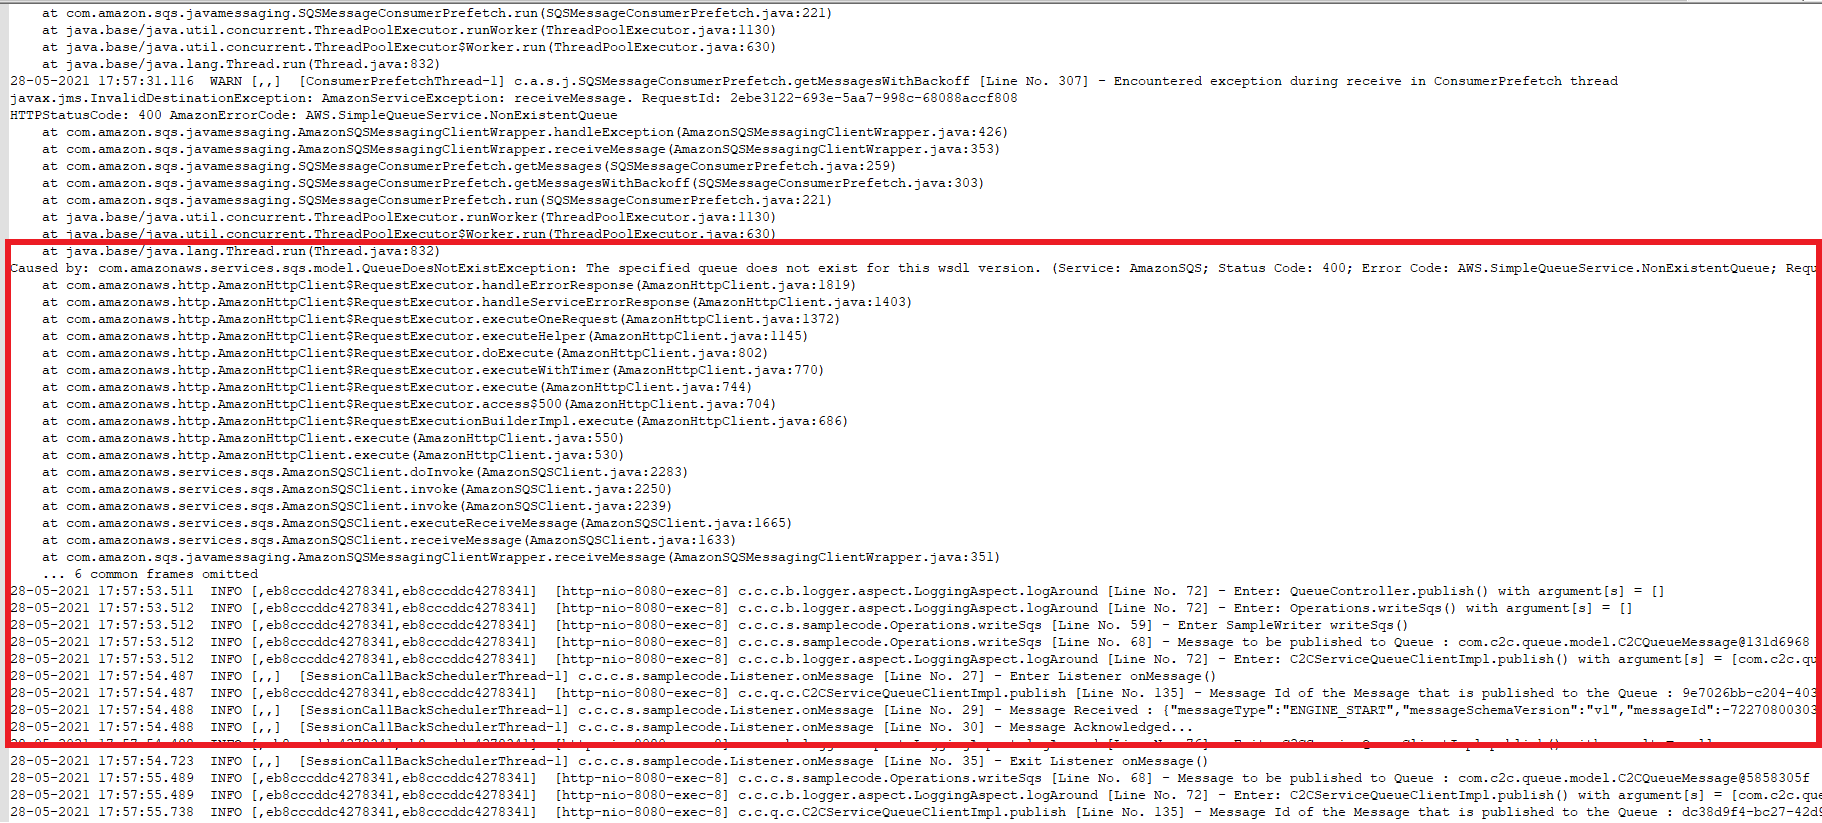 at com.amazon.sqs.javamessaging.SQSMessageConsumerPrefetch.run(SQSMessageConsumerPrefetch.java:221)
at java.base/java.util.concurrent.ThreadPoolExecutor.runWorker(ThreadPoolExecutor.java:1130)
at java.base/java.util.concurrent.ThreadPoolExecutor$Worker.run(ThreadPoolExecutor.java:630)
at java.base/java.lang.Thread.run(Thread.java:832)
28-05-2021 17:57:31.116  WARN [,,]  [ConsumerPrefetchThread-1] c.a.s.j.SQSMessageConsumerPrefetch.getMessagesWithBackoff [Line No. 307] - Encountered exception during receive in ConsumerPrefetch thread
javax.jms.InvalidDestinationException: AmazonServiceException: receiveMessage. RequestId: 2ebe3122-693e-5aa7-998c-68088accf808
HTTPStatusCode: 400 AmazonErrorCode: AWS.SimpleQueueService.NonExistentQueue
at com.amazon.sqs.javamessaging.AmazonSQSMessagingClientWrapper.handleException(AmazonSQSMessagingClientWrapper.java:426)
at com.amazon.sqs.javamessaging.AmazonSQSMessagingClientWrapper.receiveMessage(AmazonSQSMessagingClientWrapper.java:353)
at com.amazon.sqs.javamessaging.SQSMessageConsumerPrefetch.getMessages(SQSMessageConsumerPrefetch.java:259)
at com.amazon.sqs.javamessaging.SQSMessageConsumerPrefetch.getMessagesWithBackoff(SQSMessageConsumerPrefetch.java:303)
at com.amazon.sqs.javamessaging.SQSMessageConsumerPrefetch.run(SQSMessageConsumerPrefetch.java:221)
at java.base/java.util.concurrent.ThreadPoolExecutor.runWorker(ThreadPoolExecutor.java:1130)
at java.base/java.util.concurrent.ThreadPoolExecutor$Worker.run(ThreadPoolExecutor.java:630)
at java.base/java.lang.Thread.run(Thread.java:832)
Caused by: com.amazonaws.services.sqs.model.QueueDoesNotExistException: The specified queue does not exist for this wsdl version. (Service: AmazonSQS; Status Code: 400; Error Code: AWS.SimpleQueueService.NonExistentQueue; Requ
at com.amazonaws.http.AmazonHttpClient$RequestExecutor.handleErrorResponse(AmazonHttpClient.java:1819)
at com.amazonaws.http.AmazonHttpClient$RequestExecutor.handleServiceErrorResponse(AmazonHttpClient.java:1403)
at com.amazonaws.http.AmazonHttpClient$RequestExecutor.executeOneRequest(AmazonHttpClient.java:1372)
at com.amazonaws.http.AmazonHttpClient$RequestExecutor.executeHelper(AmazonHttpClient.java:1145)
at com.amazonaws.http.AmazonHttpClient$RequestExecutor.doExecute(AmazonHttpClient.java:802)
at com.amazonaws.http.AmazonHttpClient$RequestExecutor.executeWithTimer(AmazonHttpClient.java:770)
at com.amazonaws.http.AmazonHttpClient$RequestExecutor.execute(AmazonHttpClient.java:744)
at com.amazonaws.http.AmazonHttpClient$RequestExecutor.access$500(AmazonHttpClient.java:704)
at com.amazonaws.http.AmazonHttpClient$RequestExecutionBuilderImpl.execute(AmazonHttpClient.java:686)
at com.amazonaws.http.AmazonHttpClient.execute(AmazonHttpClient.java:550)
at com.amazonaws.http.AmazonHttpClient.execute(AmazonHttpClient.java:530)
at com.amazonaws.services.sqs.AmazonSQSClient.doInvoke(AmazonSQSClient.java:2283)
at com.amazonaws.services.sqs.AmazonSQSClient.invoke(AmazonSQSClient.java:2250)
at com.amazonaws.services.sqs.AmazonSQSClient.invoke(AmazonSQSClient.java:2239)
at com.amazonaws.services.sqs.AmazonSQSClient.executeReceiveMessage(AmazonSQSClient.java:1665)
at com.amazonaws.services.sqs.AmazonSQSClient.receiveMessage(AmazonSQSClient.java:1633)
at com.amazon.sqs.javamessaging.AmazonSQSMessagingClientWrapper.receiveMessage(AmazonSQSMessagingClientWrapper.java:351)
... 6 common frames omitted
28-05-2021 17:57:53.511  INFO [,eb8cccddc4278341,eb8cccddc4278341]  [http-nio-8080-exec-8] c.c.c.b.logger.aspect.LoggingAspect.logAround [Line No. 72] - Enter: QueueController.publish() with argument[s] = []
28-05-2021 17:57:53.512  INFO [,eb8cccddc4278341,eb8cccddc4278341]  [http-nio-8080-exec-8] c.c.c.b.logger.aspect.LoggingAspect.logAround [Line No. 72] - Enter: Operations.writeSqs() with argument[s] = []
28-05-2021 17:57:53.512  INFO [,eb8cccddc4278341,eb8cccddc4278341]  [http-nio-8080-exec-8] c.c.c.s.samplecode.Operations.writeSqs [Line No. 59] - Enter SampleWriter writeSqs()
28-05-2021 17:57:53.512  INFO [,eb8cccddc4278341,eb8cccddc4278341]  [http-nio-8080-exec-8] c.c.c.s.samplecode.Operations.writeSqs [Line No. 68] - Message to be published to Queue : com.c2c.queue.model.C2CQueueMessage@131d6968
28-05-2021 17:57:53.512  INFO [,eb8cccddc4278341,eb8cccddc4278341]  [http-nio-8080-exec-8] c.c.c.b.logger.aspect.LoggingAspect.logAround [Line No. 72] - Enter: C2CServiceQueueClientImpl.publish() with argument[s] = [com.c2c.qu
28-05-2021 17:57:54.487  INFO [,,]  [SessionCallBackSchedulerThread-1] c.c.c.s.samplecode.Listener.onMessage [Line No. 27] - Enter Listener onMessage()
28-05-2021 17:57:54.487  INFO [,eb8cccddc4278341,eb8cccddc4278341]  [http-nio-8080-exec-8] c.c.q.c.C2CServiceQueueClientImpl.publish [Line No. 135] - Message Id of the Message that is published to the Queue : 9e7026bb-c204-403
28-05-2021 17:57:54.488  INFO [,,]  [SessionCallBackSchedulerThread-1] c.c.c.s.samplecode.Listener.onMessage [Line No. 29] - Message Received : {"messageType":"ENGINE_START","messageSchemaVersion":"v1","messageId":-72270800303
28-05-2021 17:57:54.488  INFO [,,]  [SessionCallBackSchedulerThread-1] c.c.c.s.samplecode.Listener.onMessage [Line No. 30] - Message Acknowledged...
28-05-2021 17:57:54.723  INFO [,,]  [SessionCallBackSchedulerThread-1] c.c.c.s.samplecode.Listener.onMessage [Line No. 35] - Exit Listener onMessage()
28-05-2021 17:57:55.489  INFO [,eb8cccddc4278341,eb8cccddc4278341]  [http-nio-8080-exec-8] c.c.c.s.samplecode.Operations.writeSqs [Line No. 68] - Message to be published to Queue : com.c2c.queue.model.C2CQueueMessage@5858305f
28-05-2021 17:57:55.489  INFO [,eb8cccddc4278341,eb8cccddc4278341]  [http-nio-8080-exec-8] c.c.c.b.logger.aspect.LoggingAspect.logAround [Line No. 72] - Enter: C2CServiceQueueClientImpl.publish() with argument[s] = [com.c2c.qu
28-05-2021 17:57:55.738  INFO [,eb8cccddc4278341,eb8cccddc4278341]  [http-nio-8080-exec-8] c.c.q.c.C2CServiceQueueClientImpl.publish [Line No. 135] - Message Id of the Message that is published to the Queue : dc38d9f4-bc27-42d9